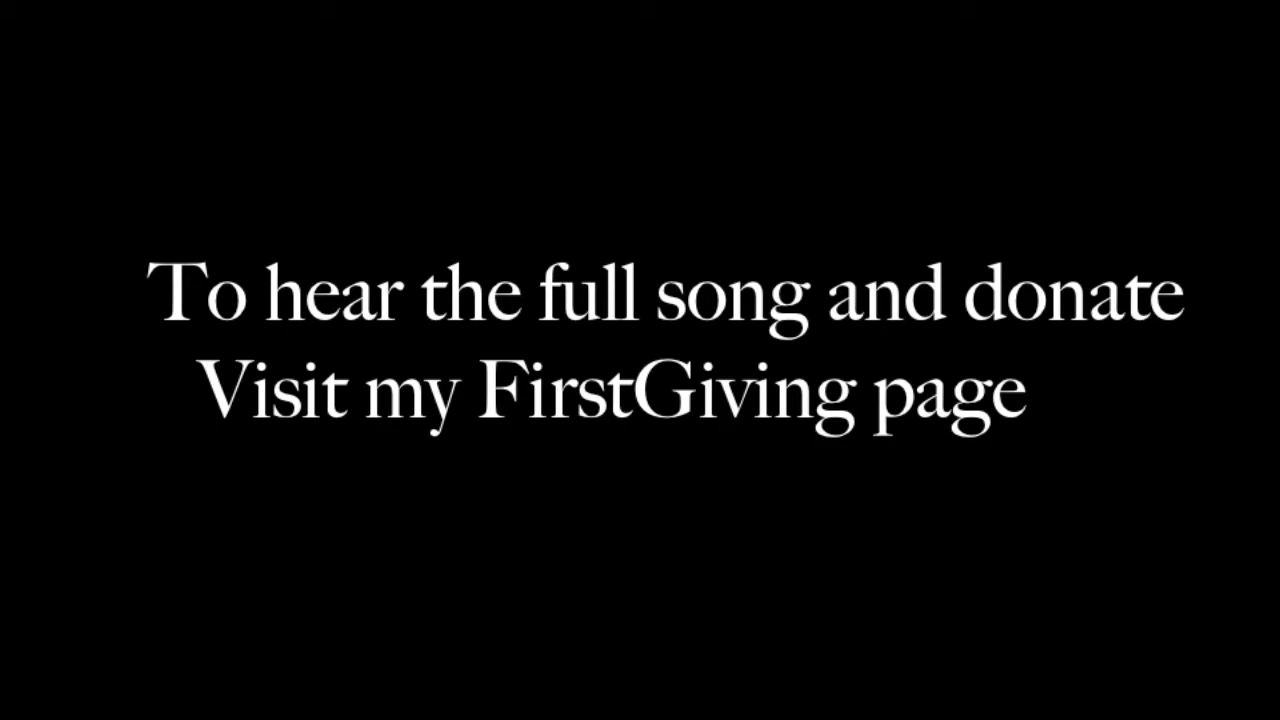 To hear the full song and donate
Visit my FirstGiving page